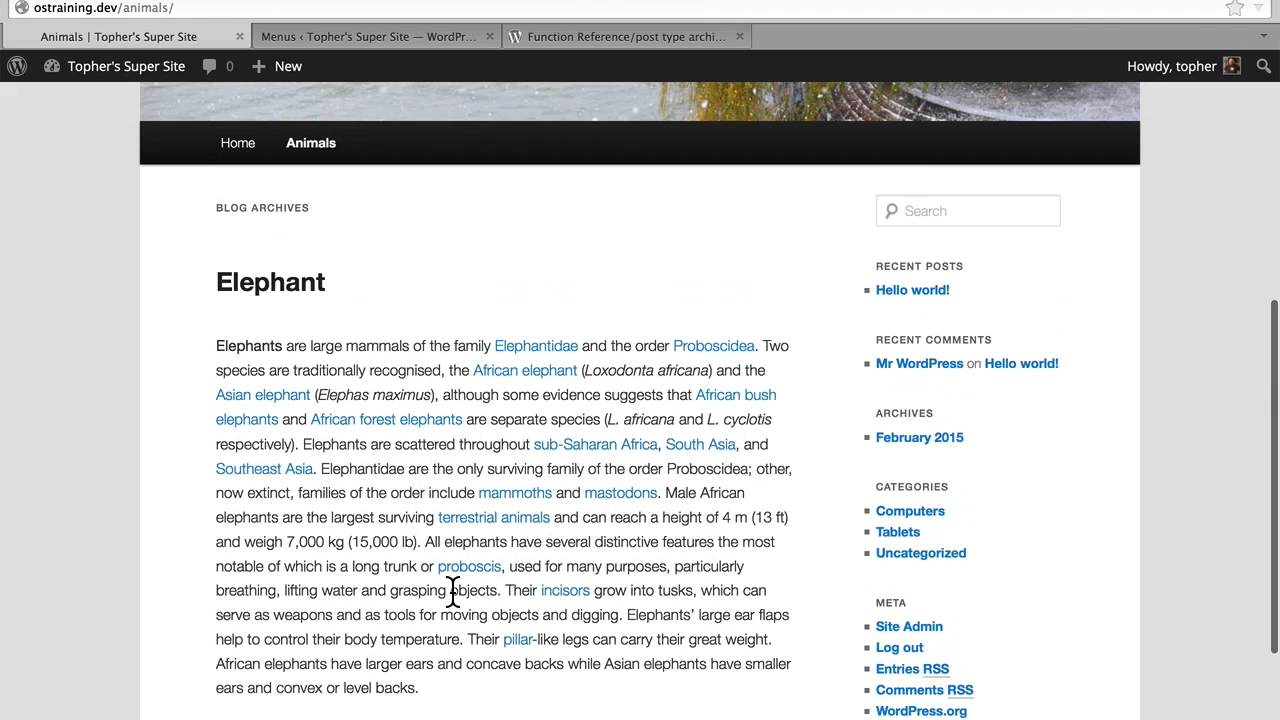 ostraining.dev/animals/
Animals | Topher's Super Site
Menus ‹ Topher's Super Site — WordPr...
Function Reference/post type archi...
Topher's Super Site 0 New
Howdy, topher
Home Animals
BLOG ARCHIVES
Elephant
Elephants are large mammals of the family Elephantidae and the order Proboscidea. Two
species are traditionally recognised, the African elephant (Loxodonta africana) and the
Asian elephant (Elephas maximus), although some evidence suggests that African bush
elephants and African forest elephants are separate species (L. africana and L. cyclotis
respectively). Elephants are scattered throughout sub-Saharan Africa, South Asia, and
Southeast Asia. Elephantidae are the only surviving family of the order Proboscidea; other,
now extinct, families of the order include mammoths and mastodons. Male African
elephants are the largest surviving terrestrial animals and can reach a height of 4 m (13 ft)
and weigh 7,000 kg (15,000 lb). All elephants have several distinctive features the most
notable of which is a long trunk or proboscis, used for many purposes, particularly
breathing, lifting water and grasping objects. Their incisors grow into tusks, which can
serve as weapons and as tools for moving objects and digging. Elephants' large ear flaps
help to control their body temperature. Their pillar-like legs can carry their great weight.
African elephants have larger ears and concave backs while Asian elephants have smaller
ears and convex or level backs.
Search
RECENT POSTS
Hello world!
RECENT COMMENTS
Mr WordPress on Hello world!
ARCHIVES
February 2015
CATEGORIES
Computers
Tablets
Uncategorized
META
Site Admin
Log out
Entries RSS
Comments RSS
WordPress.org